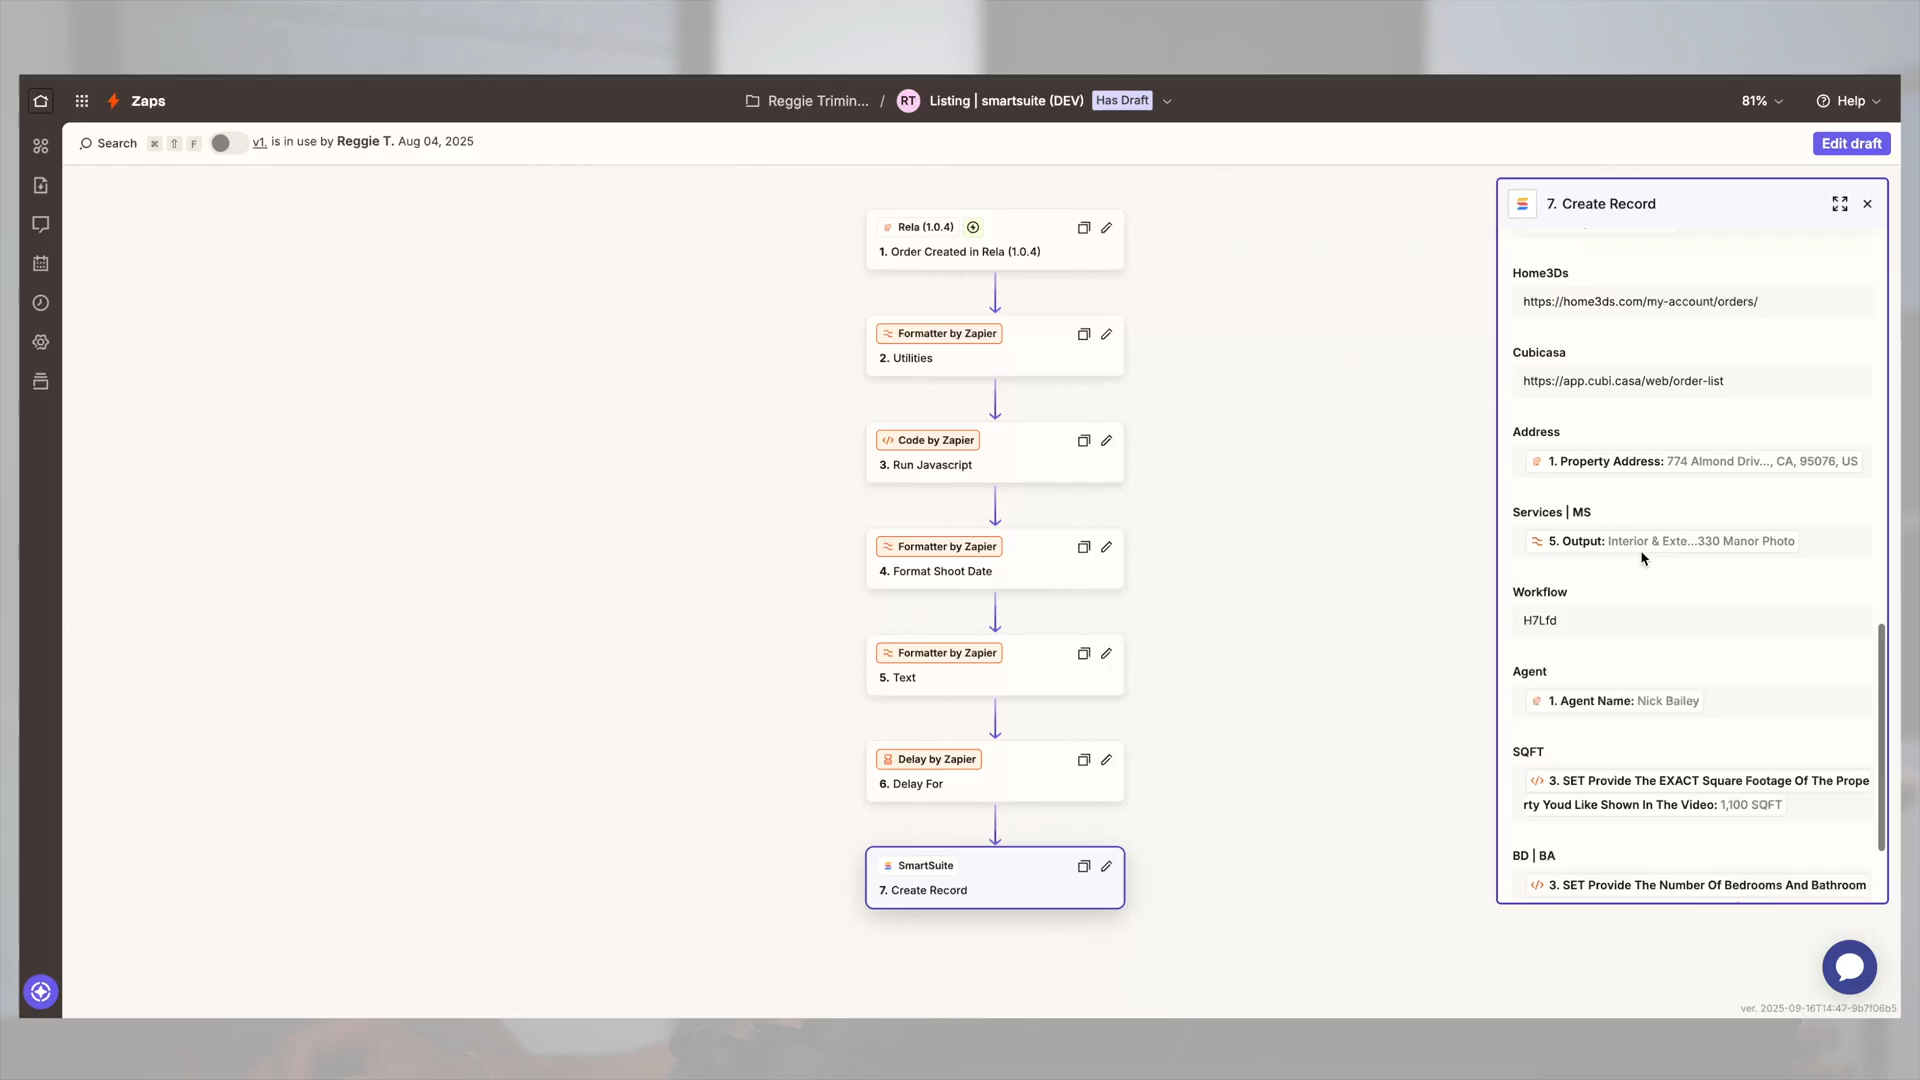 Zaps
Reggie Trimin... / RT Listing | smartsuite (DEV) Has Draft
81%
Help
Search ⌘ ⇧ F
v1. is in use by Reggie T. Aug 04, 2025
Edit draft
Rela (1.0.4)
1. Order Created in Rela (1.0.4)
Formatter by Zapier
2. Utilities
Code by Zapier
3. Run Javascript
Formatter by Zapier
4. Format Shoot Date
Formatter by Zapier
5. Text
Delay by Zapier
6. Delay For
SmartSuite
7. Create Record
7. Create Record
Home3Ds
https://home3ds.com/my-account/orders/
Cubicasa
https://app.cubi.casa/web/order-list
Address
1. Property Address: 774 Almond Driv..., CA, 95076, US
Services | MS
5. Output: Interior & Exte...330 Manor Photo
Workflow
H7Lfd
Agent
1. Agent Name: Nick Bailey
SQFT
3. SET Provide The EXACT Square Footage Of The Prope
rty Youd Like Shown In The Video: 1,100 SQFT
BD | BA
3. SET Provide The Number Of Bedrooms And Bathroom
ver. 2025-09-16T14:47-9b7f06b5